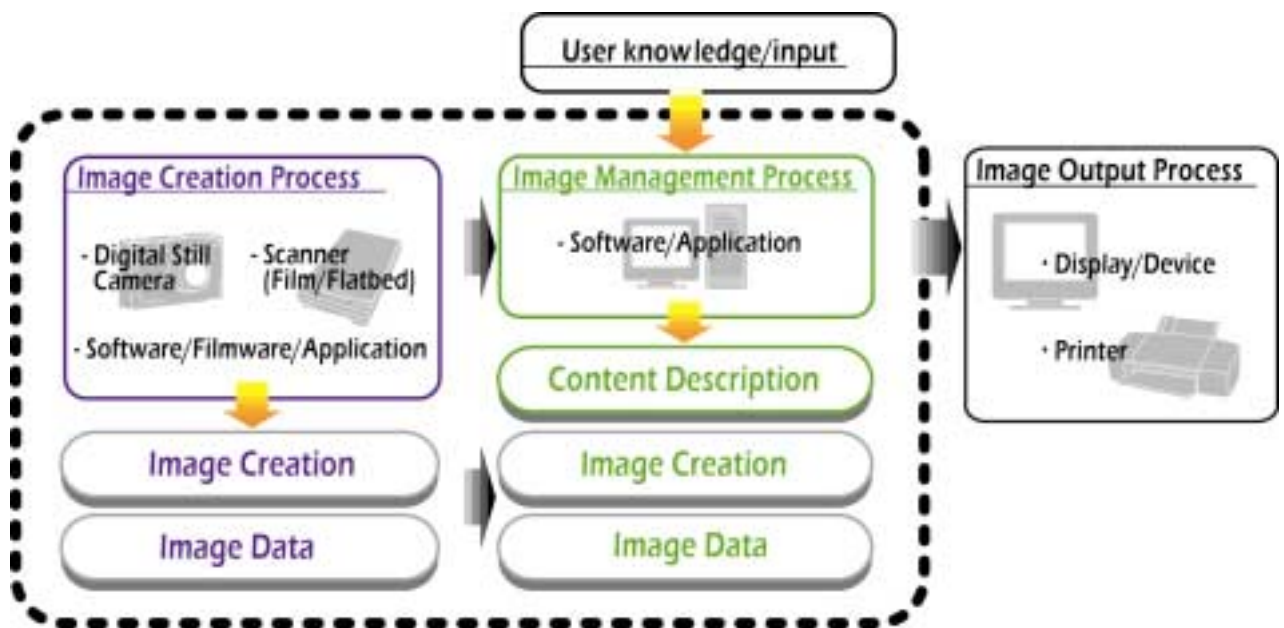 User knowledge/input
Image Creation Process
- Digital Still
Camera
- Scanner
(Film/Flatbed)
- Software/Filmware/Application
Image Creation
Image Data
Image Management Process
- Software/Application
Content Description
Image Creation
Image Data
Image Output Process
· Display/Device
· Printer